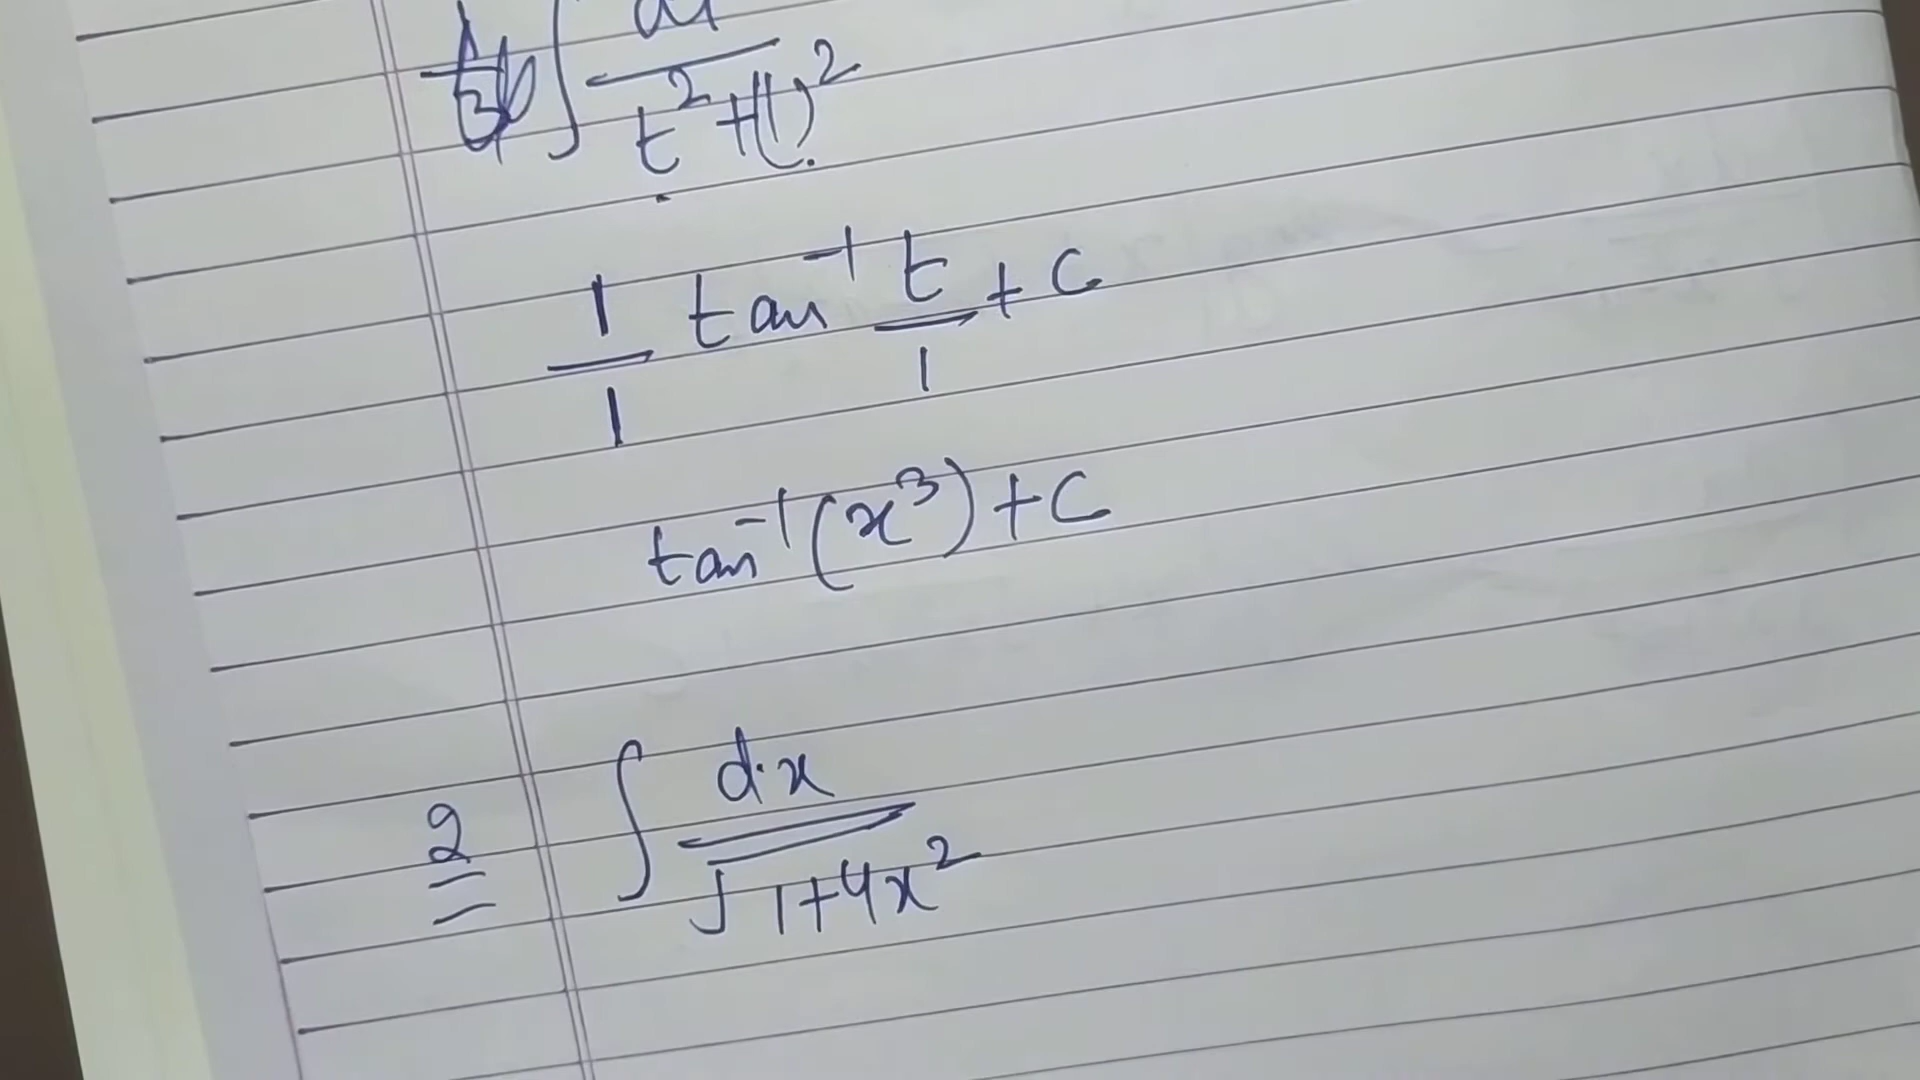 ∫ dt / t² + (1)²
1/1 tan⁻¹ t/1 + c
tan⁻¹(x³) + c
2 ∫ dx / √1+4x²